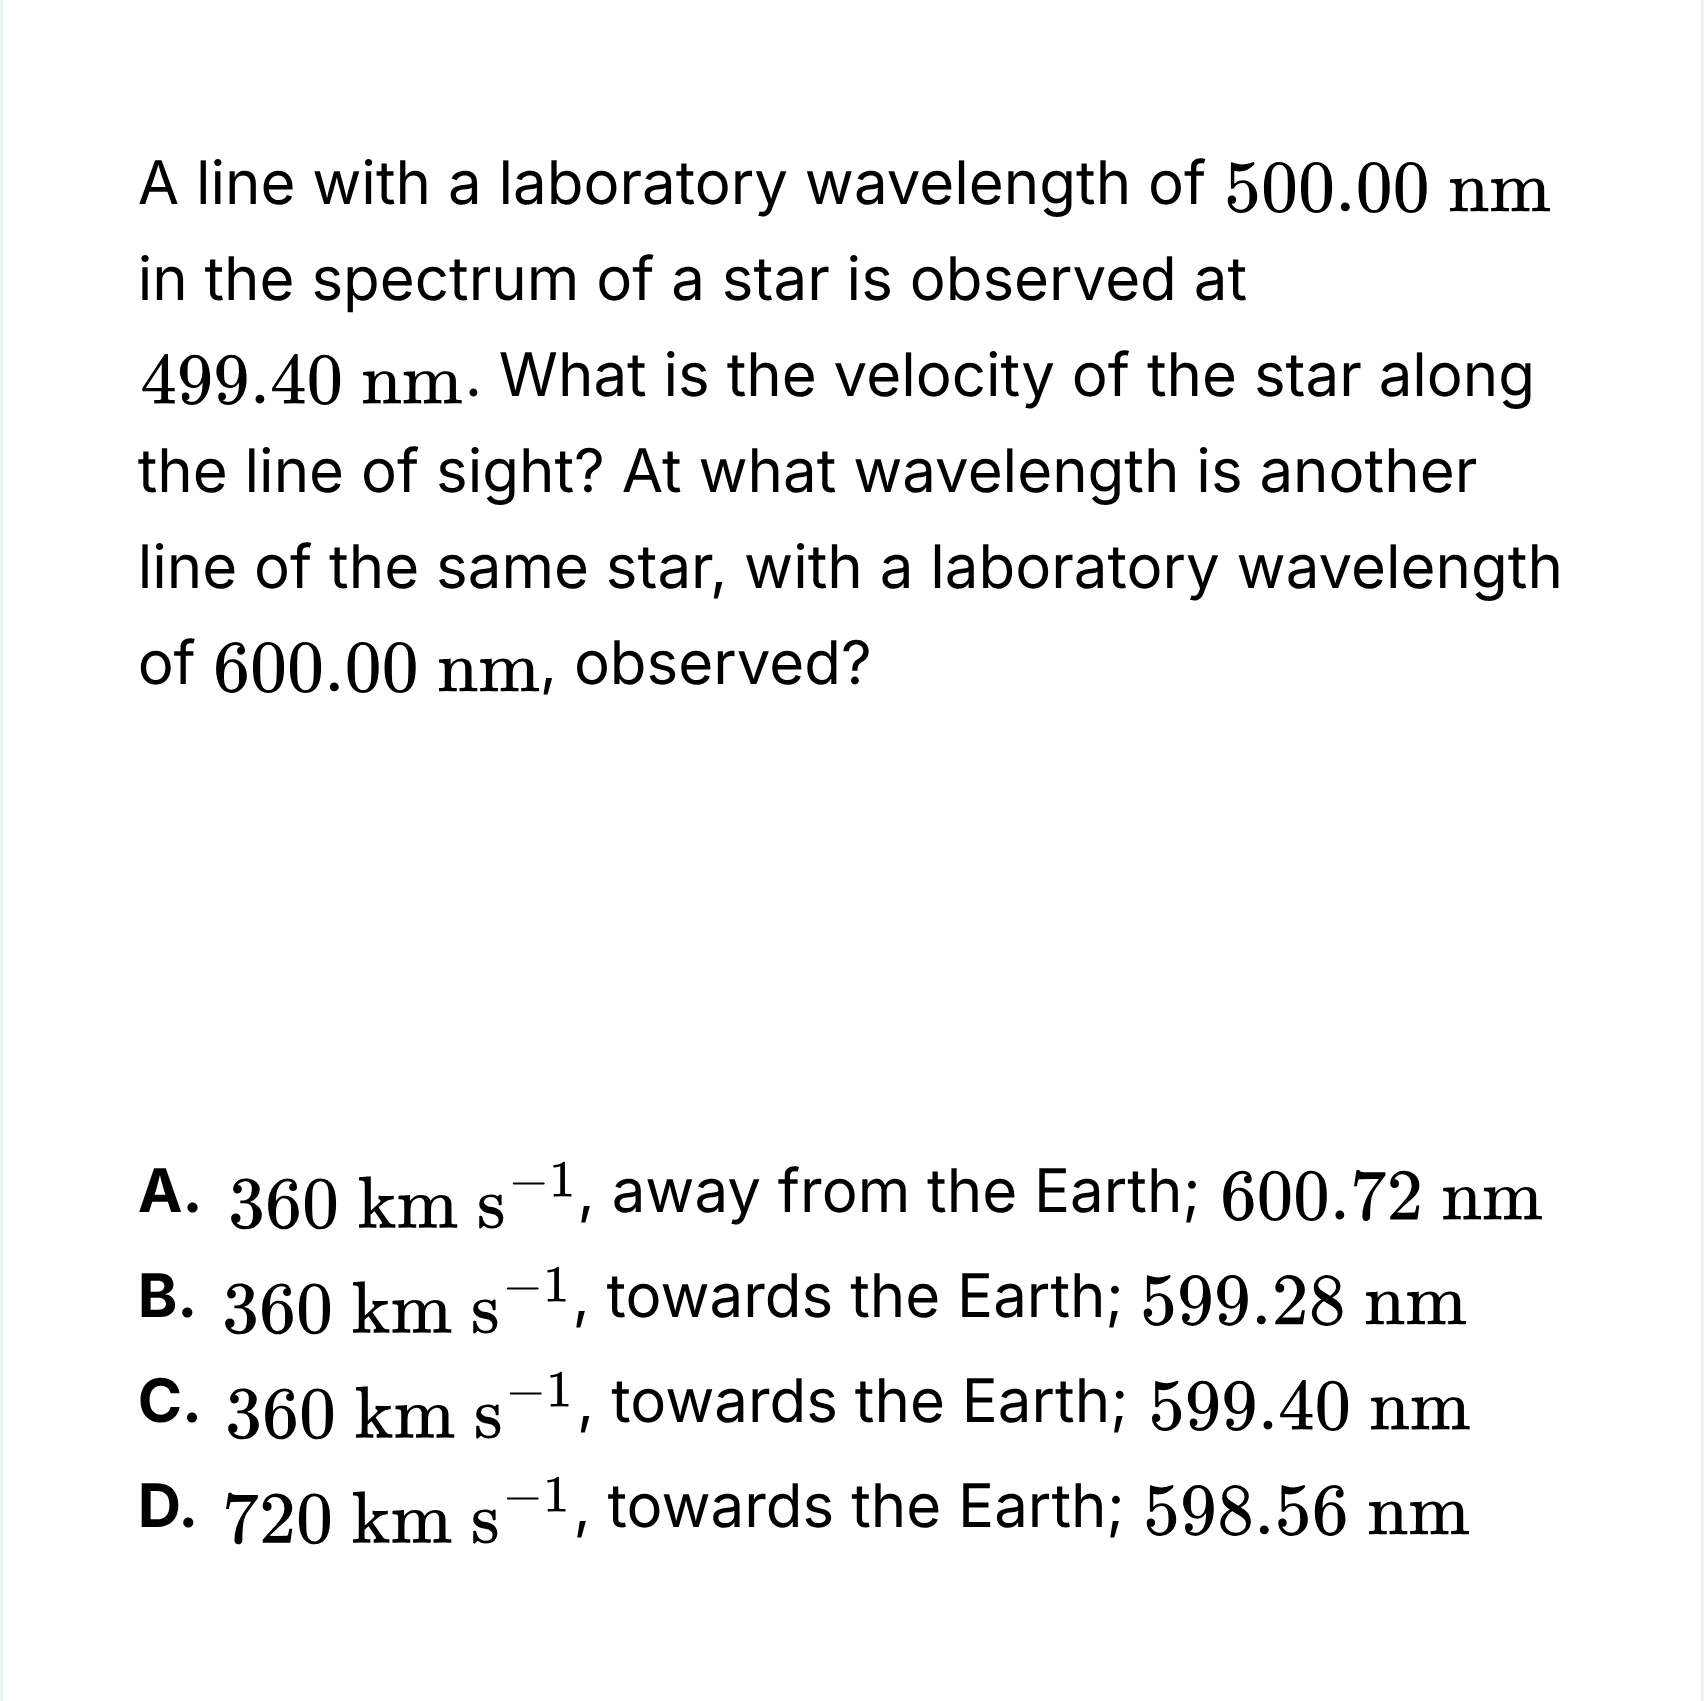 A line with a laboratory wavelength of 500.00 nm
in the spectrum of a star is observed at
499.40 nm. What is the velocity of the star along
the line of sight? At what wavelength is another
line of the same star, with a laboratory wavelength
of 600.00 nm, observed?
A. 360 km s⁻¹, away from the Earth; 600.72 nm
B. 360 km s⁻¹, towards the Earth; 599.28 nm
C. 360 km s⁻¹, towards the Earth; 599.40 nm
D. 720 km s⁻¹, towards the Earth; 598.56 nm